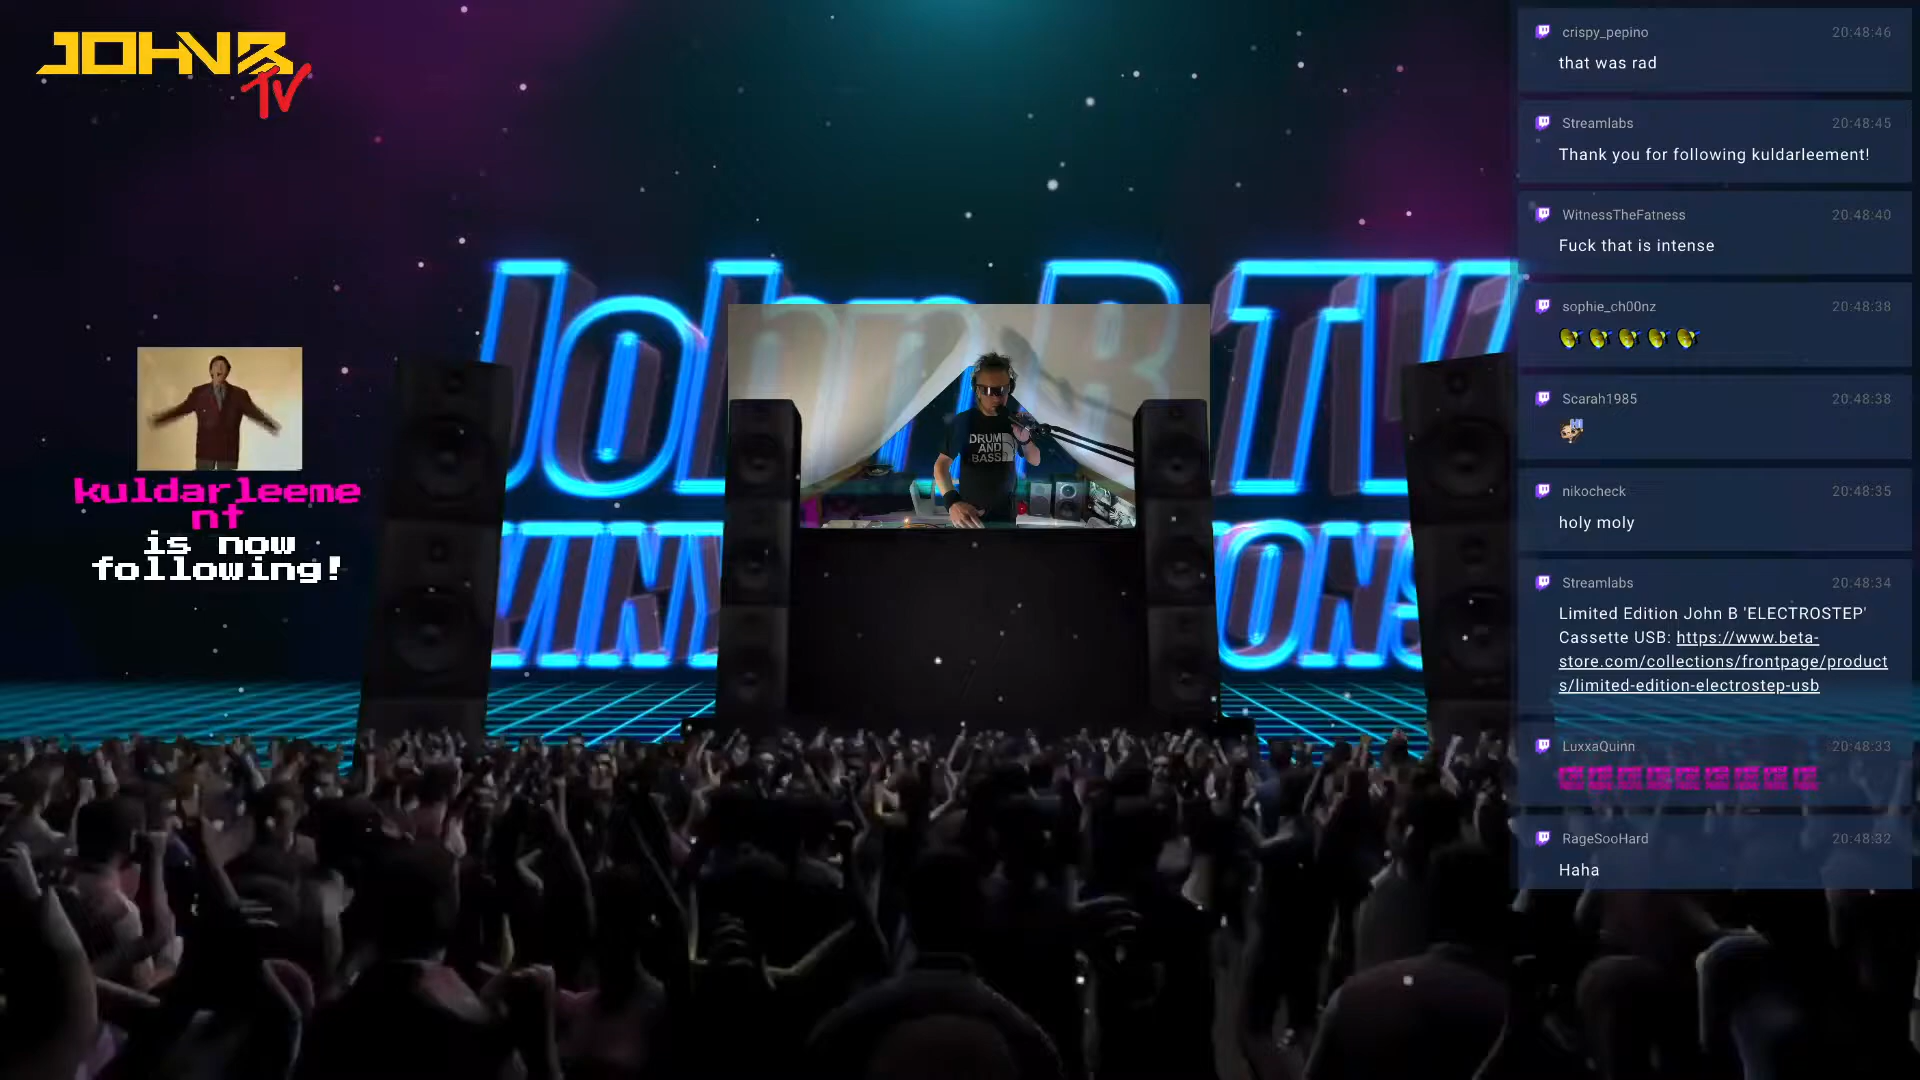 JOHN B
TV
John B TV
DRUM
AND
BASS
kuldarleeme
nt
is now
following!
crispy_pepino 20:48:46
that was rad
Streamlabs 20:48:45
Thank you for following kuldarleement!
WitnessTheFatness 20:48:40
Fuck that is intense
sophie_ch00nz 20:48:38
Scarah1985 20:48:38
HI
nikocheck 20:48:35
holy moly
Streamlabs 20:48:34
Limited Edition John B 'ELECTROSTEP'
Cassette USB: https://www.beta-
store.com/collections/frontpage/product
s/limited-edition-electrostep-usb
LuxxaQuinn 20:48:33
RageSooHard 20:48:32
Haha